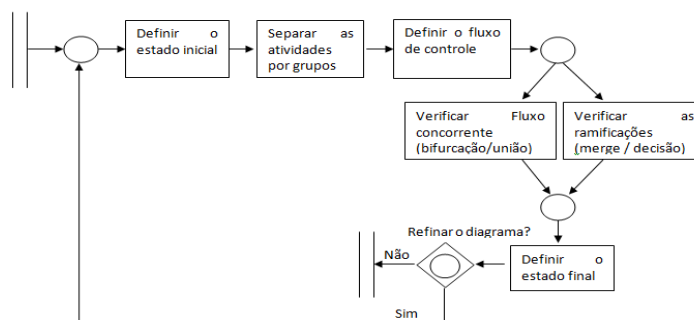 Definir o
estado inicial
Separar as
atividades
por grupos
Definir o fluxo
de controle
Verificar Fluxo
concorrente
(bifurcação/união)
Verificar as
ramificações
(merge / decisão)
Refinar o diagrama?
Não
Definir o
estado final
Sim